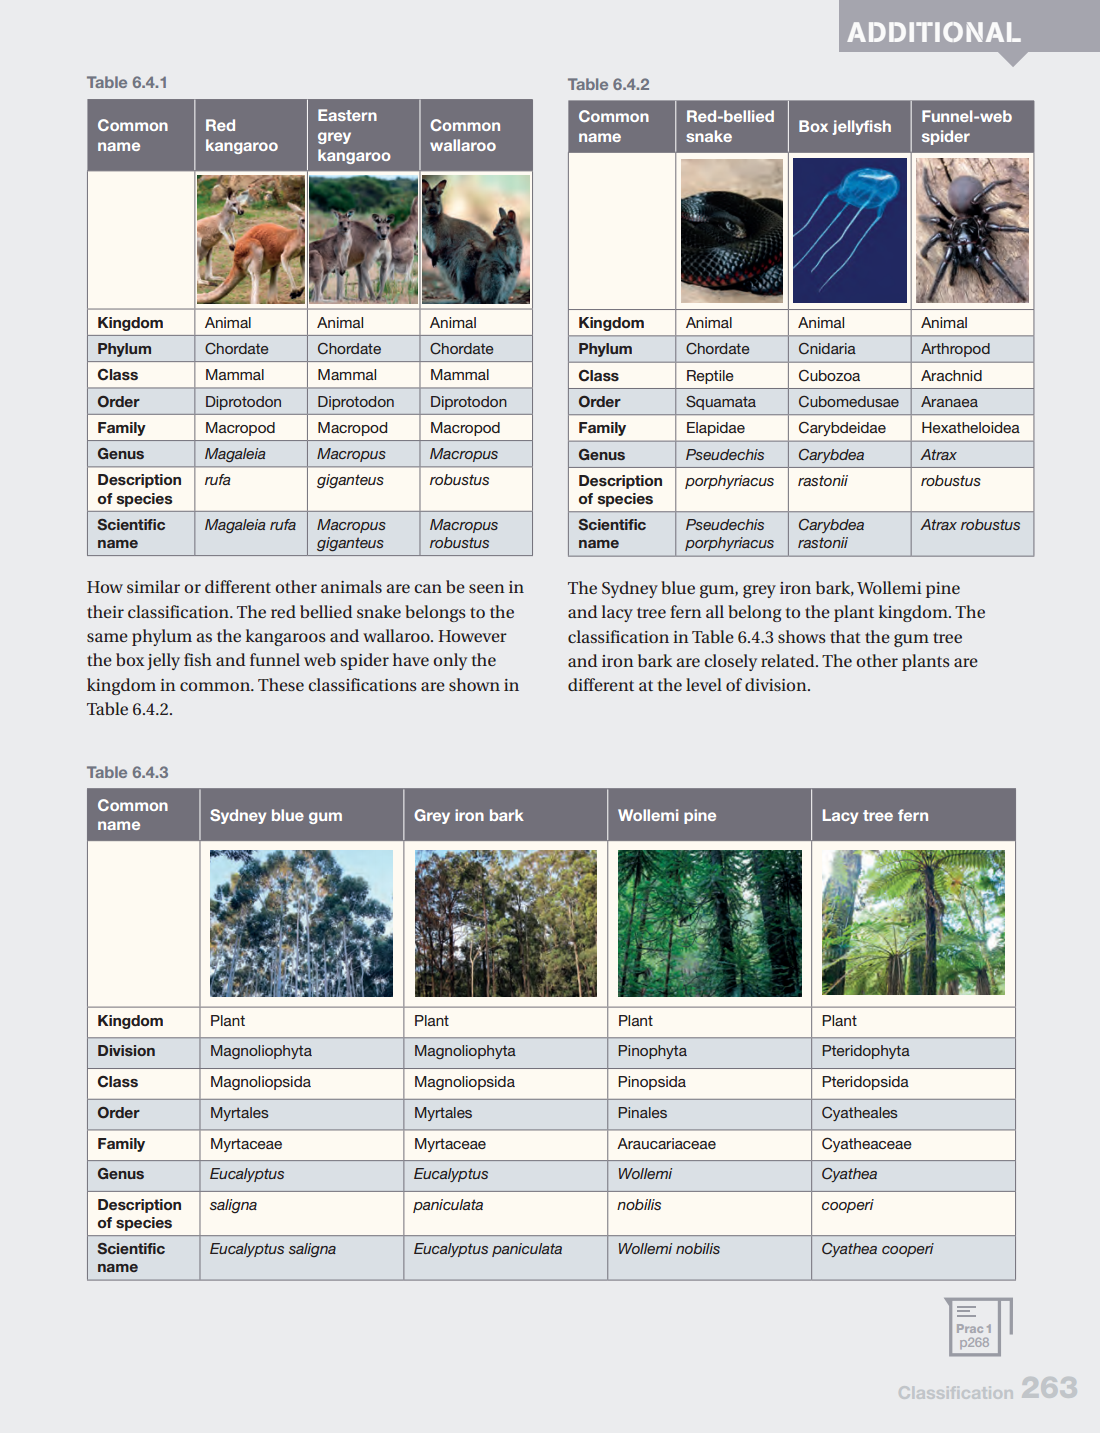 ADDITIONAL
Table 6.4.1
Common name | Red kangaroo | Eastern grey kangaroo | Common wallaroo
Kingdom | Animal | Animal | Animal
Phylum | Chordate | Chordate | Chordate
Class | Mammal | Mammal | Mammal
Order | Diprotodon | Diprotodon | Diprotodon
Family | Macropod | Macropod | Macropod
Genus | Magaleia | Macropus | Macropus
Description of species | rufa | giganteus | robustus
Scientific name | Magaleia rufa | Macropus giganteus | Macropus robustus
How similar or different other animals are can be seen in
their classification. The red bellied snake belongs to the
same phylum as the kangaroos and wallaroo. However
the box jelly fish and funnel web spider have only the
kingdom in common. These classifications are shown in
Table 6.4.2.
Table 6.4.2
Common name | Red-bellied snake | Box jellyfish | Funnel-web spider
Kingdom | Animal | Animal | Animal
Phylum | Chordate | Cnidaria | Arthropod
Class | Reptile | Cubozoa | Arachnid
Order | Squamata | Cubomedusae | Aranaea
Family | Elapidae | Carybdeidae | Hexatheloidea
Genus | Pseudechis | Carybdea | Atrax
Description of species | porphyriacus | rastonii | robustus
Scientific name | Pseudechis porphyriacus | Carybdea rastonii | Atrax robustus
The Sydney blue gum, grey iron bark, Wollemi pine
and lacy tree fern all belong to the plant kingdom. The
classification in Table 6.4.3 shows that the gum tree
and iron bark are closely related. The other plants are
different at the level of division.
Table 6.4.3
Common name | Sydney blue gum | Grey iron bark | Wollemi pine | Lacy tree fern
Kingdom | Plant | Plant | Plant | Plant
Division | Magnoliophyta | Magnoliophyta | Pinophyta | Pteridophyta
Class | Magnoliopsida | Magnoliopsida | Pinopsida | Pteridopsida
Order | Myrtales | Myrtales | Pinales | Cyatheales
Family | Myrtaceae | Myrtaceae | Araucariaceae | Cyatheaceae
Genus | Eucalyptus | Eucalyptus | Wollemi | Cyathea
Description of species | saligna | paniculata | nobilis | cooperi
Scientific name | Eucalyptus saligna | Eucalyptus paniculata | Wollemi nobilis | Cyathea cooperi
Prac 1
p268
Classification 263